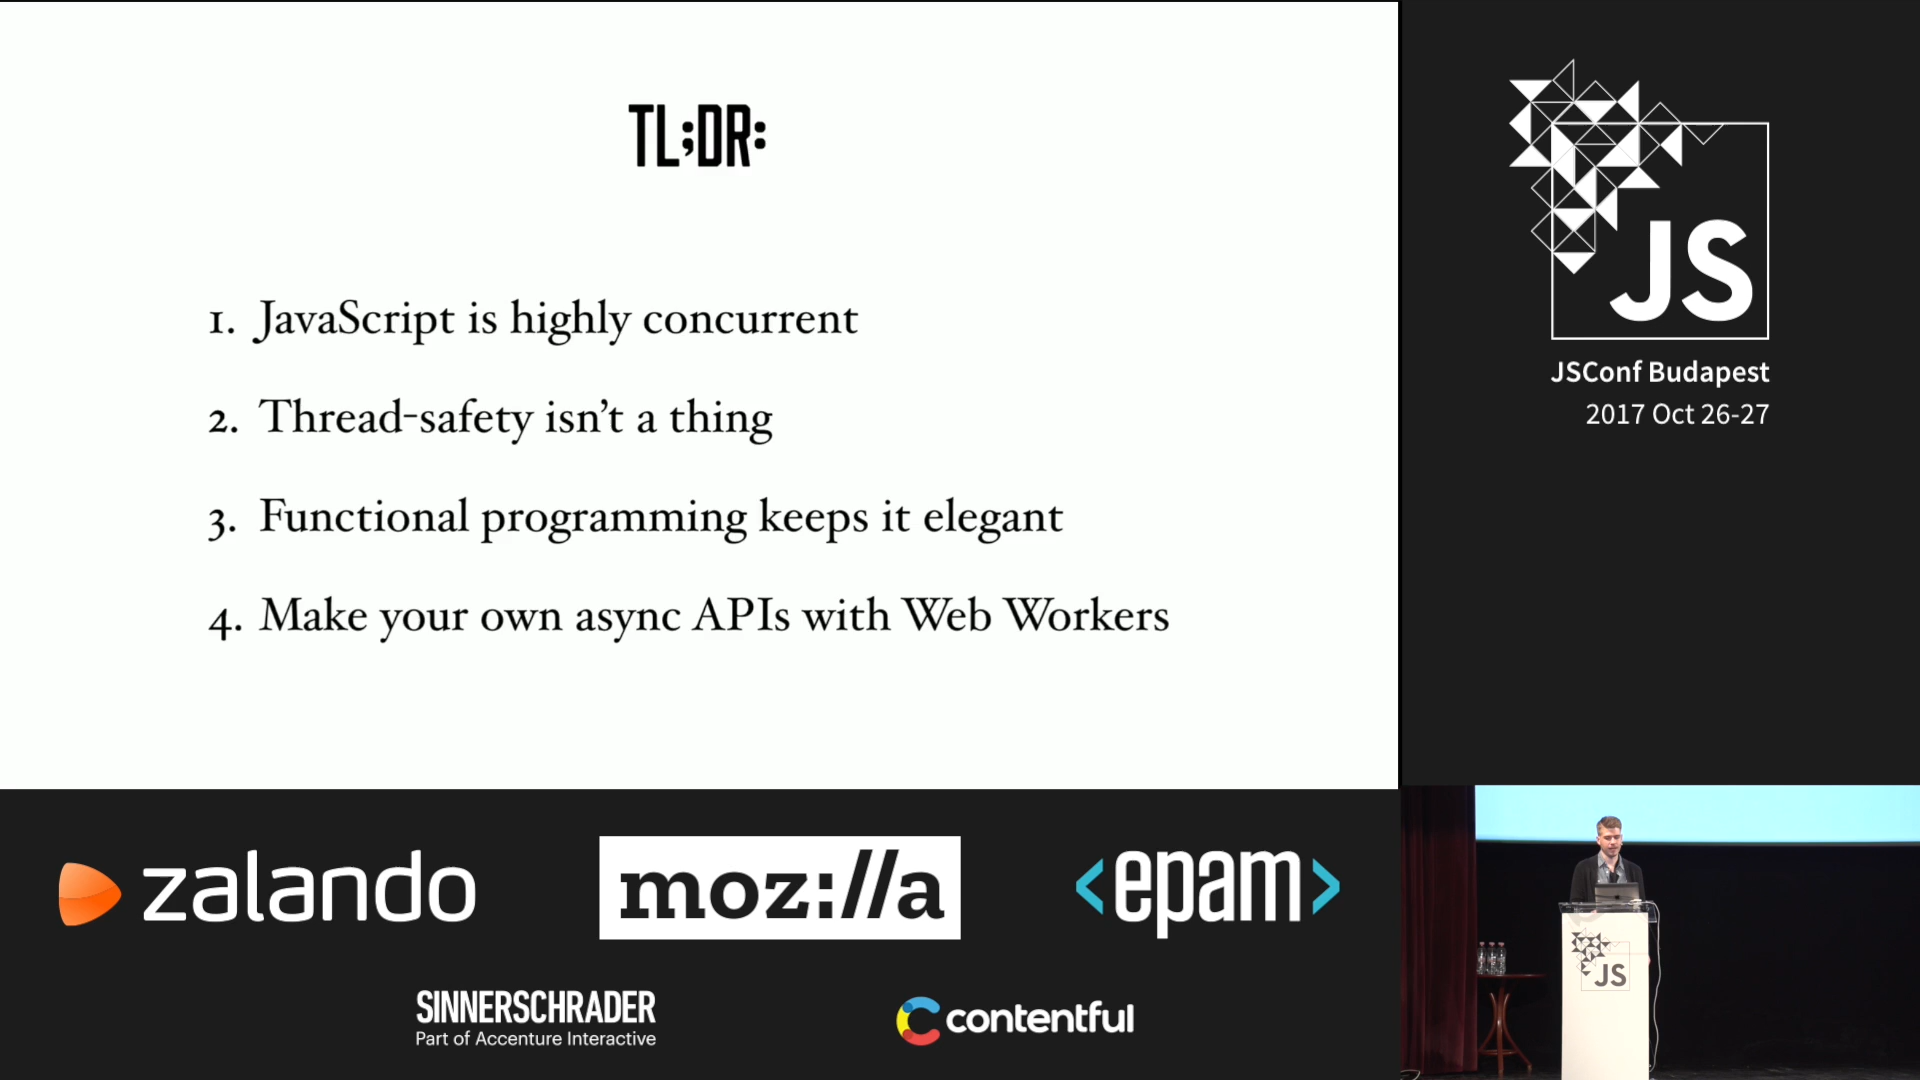 TL;DR:
1. JavaScript is highly concurrent
2. Thread-safety isn’t a thing
3. Functional programming keeps it elegant
4. Make your own async APIs with Web Workers
JS
JSConf Budapest
2017 Oct 26-27
zalando
moz://a
<epam>
SINNERSCHRADER
Part of Accenture Interactive
contentful
JS